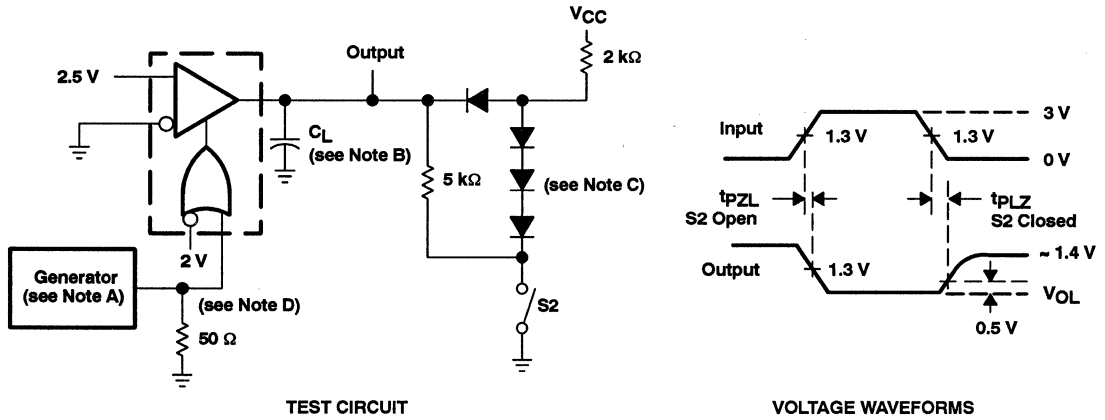 VCC
2 kΩ
Output
2.5 V
CL
(see Note B)
5 kΩ
(see Note C)
2 V
Generator
(see Note A)
(see Note D)
50 Ω
S2
TEST CIRCUIT
Input
1.3 V
1.3 V
3 V
0 V
tPZL
S2 Open
tPLZ
S2 Closed
Output
1.3 V
~ 1.4 V
VOL
0.5 V
VOLTAGE WAVEFORMS